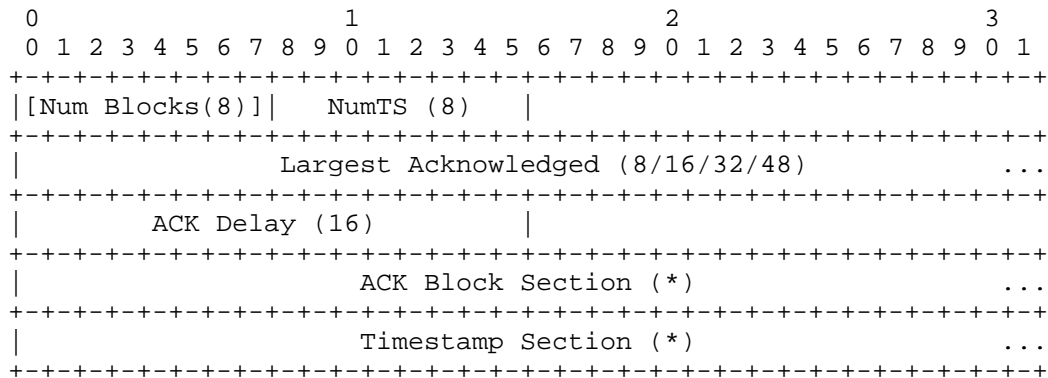 0                   1                   2                   3
 0 1 2 3 4 5 6 7 8 9 0 1 2 3 4 5 6 7 8 9 0 1 2 3 4 5 6 7 8 9 0 1
+-+-+-+-+-+-+-+-+-+-+-+-+-+-+-+-+-+-+-+-+-+-+-+-+-+-+-+-+-+-+-+-+
|[Num Blocks(8)]|   NumTS (8)   |
+-+-+-+-+-+-+-+-+-+-+-+-+-+-+-+-+-+-+-+-+-+-+-+-+-+-+-+-+-+-+-+-+
|                Largest Acknowledged (8/16/32/48)            ...
+-+-+-+-+-+-+-+-+-+-+-+-+-+-+-+-+-+-+-+-+-+-+-+-+-+-+-+-+-+-+-+-+
|        ACK Delay (16)         |
+-+-+-+-+-+-+-+-+-+-+-+-+-+-+-+-+-+-+-+-+-+-+-+-+-+-+-+-+-+-+-+-+
|                     ACK Block Section (*)                   ...
+-+-+-+-+-+-+-+-+-+-+-+-+-+-+-+-+-+-+-+-+-+-+-+-+-+-+-+-+-+-+-+-+
|                     Timestamp Section (*)                   ...
+-+-+-+-+-+-+-+-+-+-+-+-+-+-+-+-+-+-+-+-+-+-+-+-+-+-+-+-+-+-+-+-+